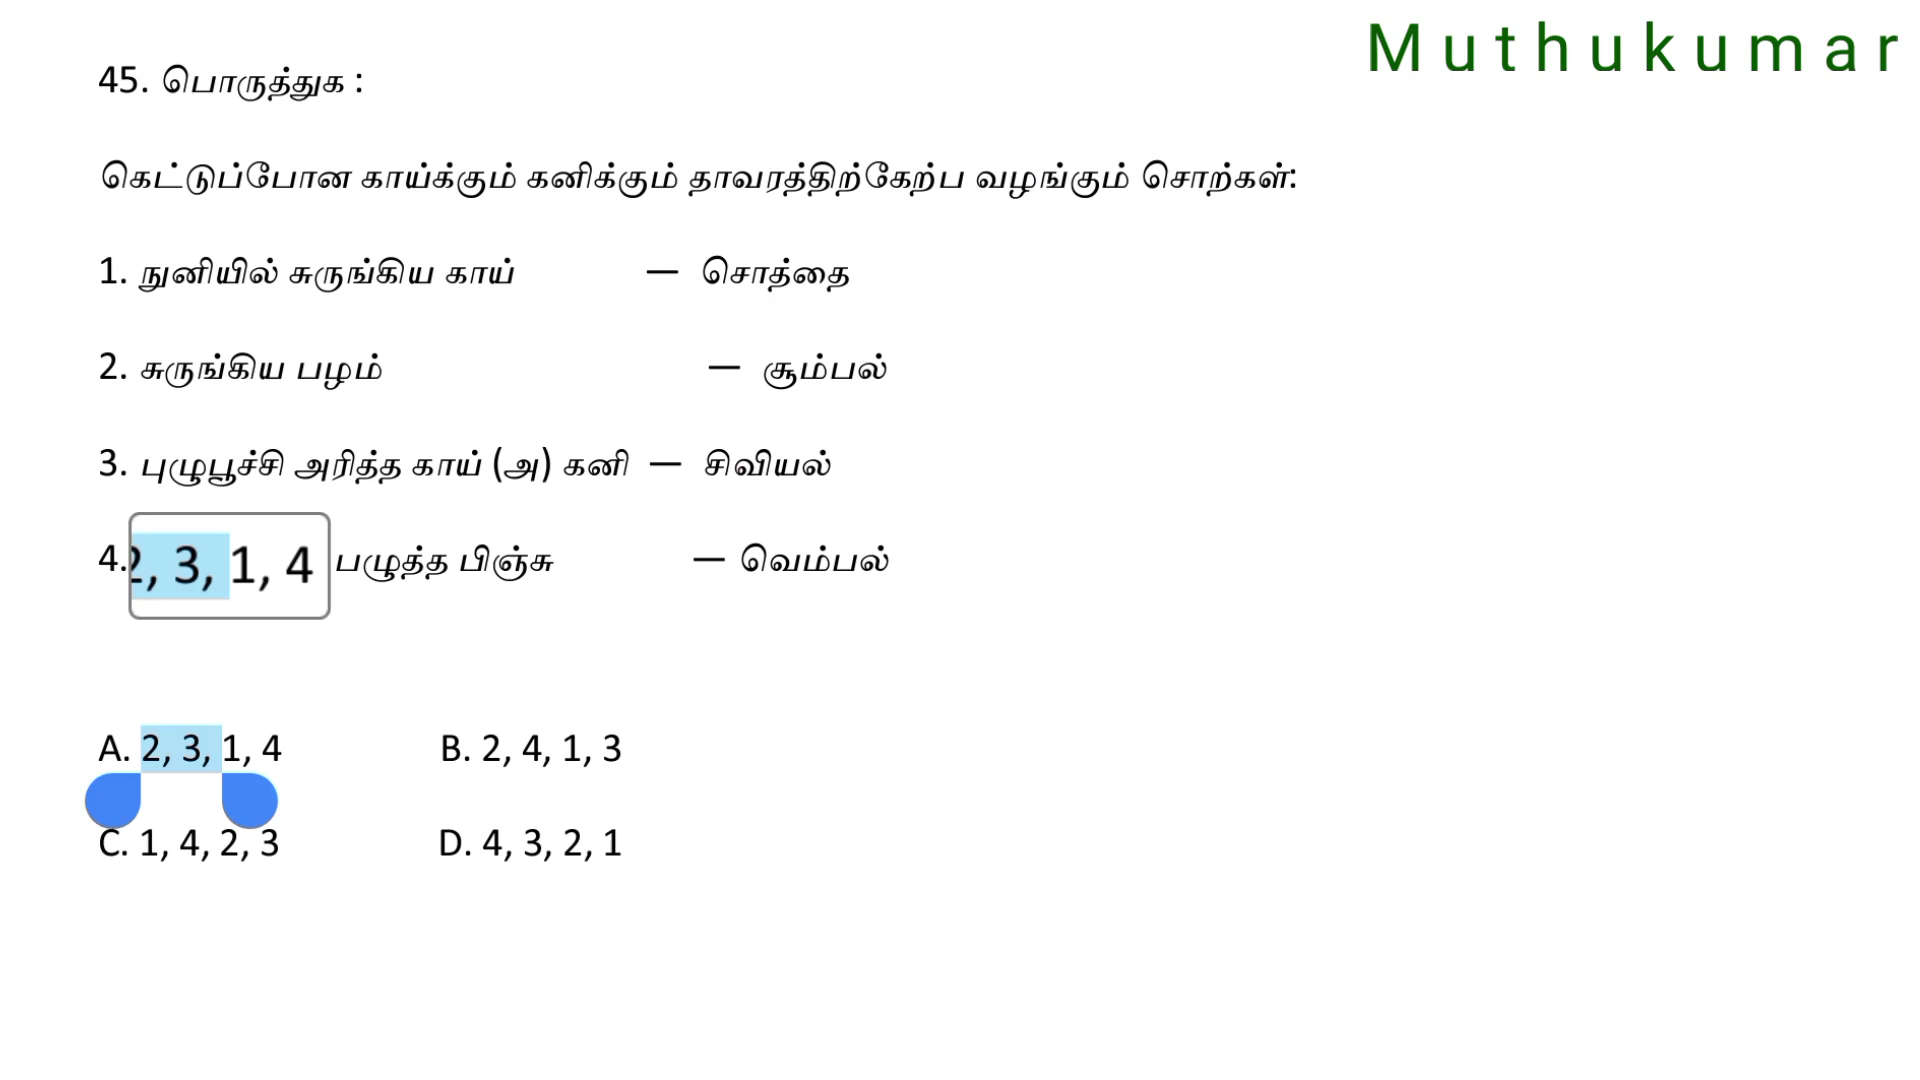 Muthukumar
45. பொருத்துக :
கெட்டுப்போன காய்க்கும் கனிக்கும் தாவரத்திற்கேற்ப வழங்கும் சொற்கள்:
1. நுனியில் சுருங்கிய காய் — சொத்தை
2. சுருங்கிய பழம் — சூம்பல்
3. புழுபூச்சி அரித்த காய் (அ) கனி — சிவியல்
4. 2, 3, 1, 4 பழுத்த பிஞ்சு — வெம்பல்
A. 2, 3, 1, 4 B. 2, 4, 1, 3
C. 1, 4, 2, 3 D. 4, 3, 2, 1